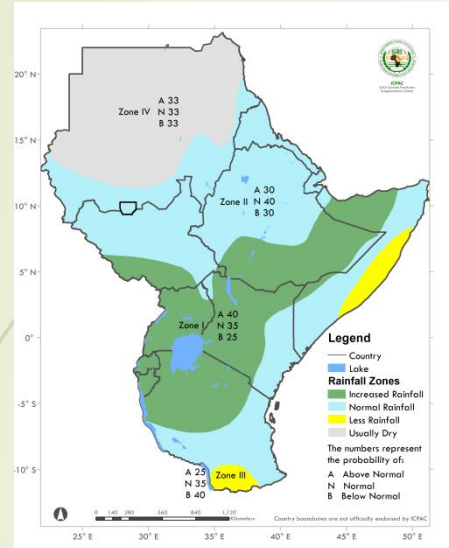 20° N
15° N
10° N
5° N
0°
-5° S
-10° S
25° E
30° E
35° E
40° E
45° E
50° E
ICPAC
A 33
Zone IV N 33
B 33
A 30
Zone II N 40
B 30
A 40
Zone I N 35
B 25
A 25
N 35 Zone III
B 40
Legend
Country
Lake
Rainfall Zones
Increased Rainfall
Normal Rainfall
Less Rainfall
Usually Dry
The numbers represent
the probability of:
A Above Normal
N Normal
B Below Normal
0 140 280 560 840 1,120
Kilometers
Country boundaries are not officially endorsed by ICPAC